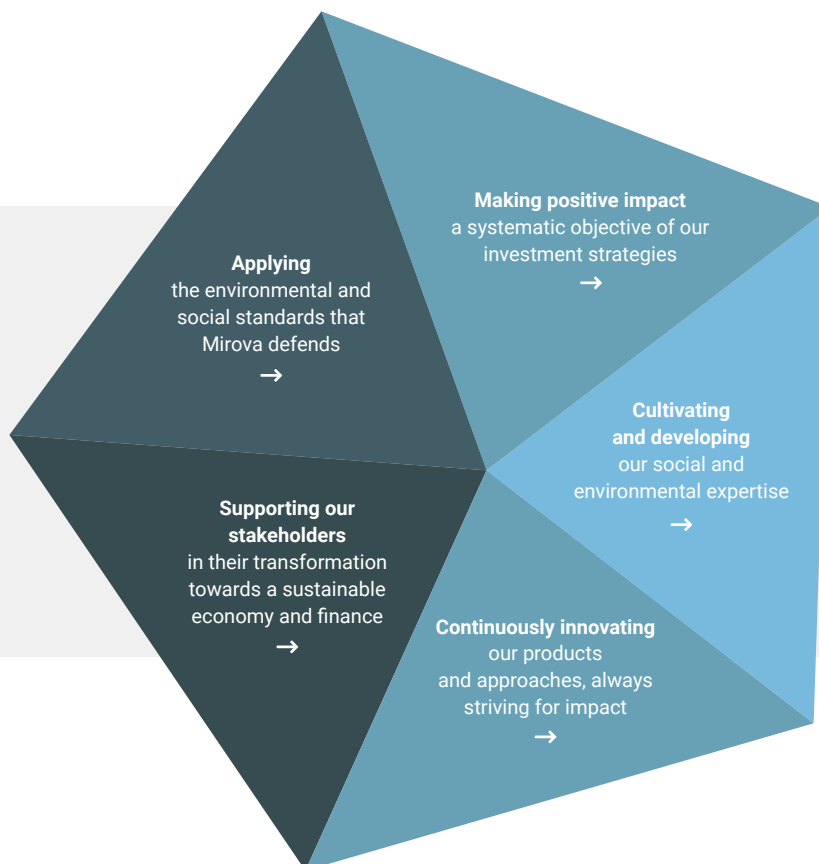 Making positive impact
a systematic objective of our
investment strategies
→
Applying
the environmental and
social standards that
Mirova defends
→
Cultivating
and developing
our social and
environmental expertise
→
Supporting our
stakeholders
in their transformation
towards a sustainable
economy and finance
→
Continuously innovating
our products
and approaches, always
striving for impact
→